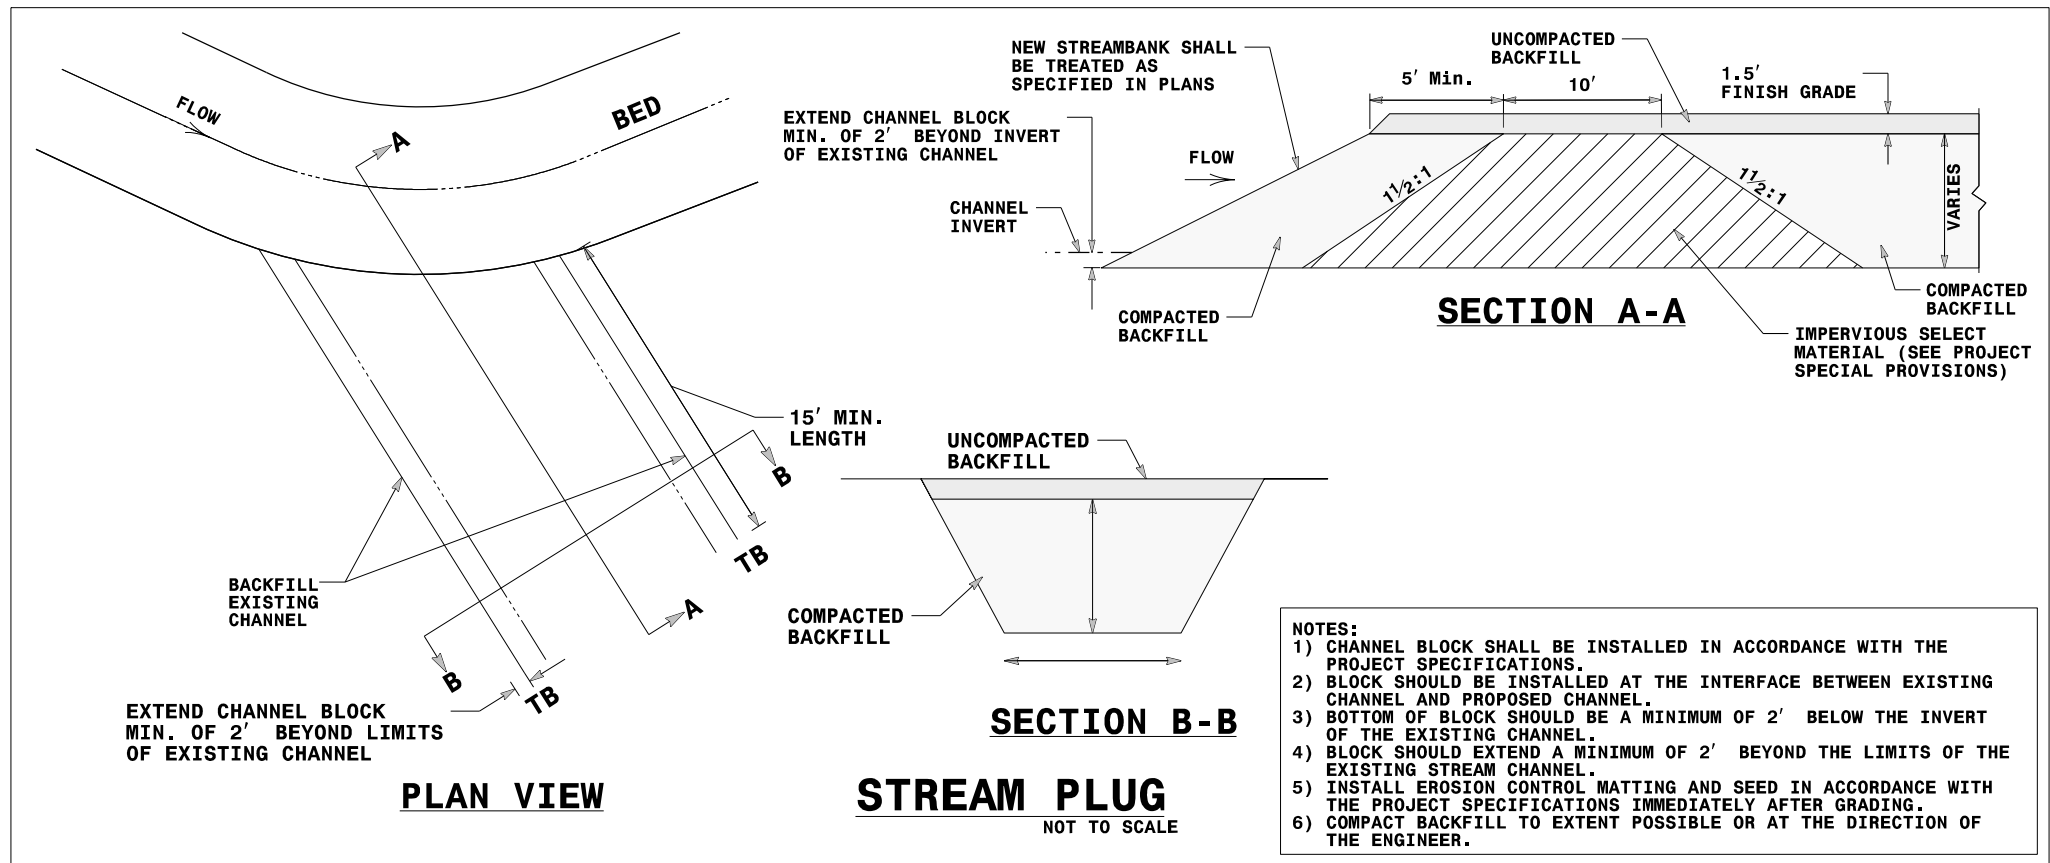 FLOW
A
BED
15' MIN.
LENGTH
B
TB
BACKFILL
EXISTING
CHANNEL
A
B
TB
EXTEND CHANNEL BLOCK
MIN. OF 2' BEYOND LIMITS
OF EXISTING CHANNEL
PLAN VIEW
NEW STREAMBANK SHALL
BE TREATED AS
SPECIFIED IN PLANS
UNCOMPACTED
BACKFILL
5' Min.
10'
1.5'
FINISH GRADE
EXTEND CHANNEL BLOCK
MIN. OF 2' BEYOND INVERT
OF EXISTING CHANNEL
FLOW
1 1/2:1
1 1/2:1
VARIES
CHANNEL
INVERT
COMPACTED
BACKFILL
COMPACTED
BACKFILL
SECTION A-A
IMPERVIOUS SELECT
MATERIAL (SEE PROJECT
SPECIAL PROVISIONS)
UNCOMPACTED
BACKFILL
COMPACTED
BACKFILL
SECTION B-B
STREAM PLUG
NOT TO SCALE
NOTES:
1) CHANNEL BLOCK SHALL BE INSTALLED IN ACCORDANCE WITH THE
PROJECT SPECIFICATIONS.
2) BLOCK SHOULD BE INSTALLED AT THE INTERFACE BETWEEN EXISTING
CHANNEL AND PROPOSED CHANNEL.
3) BOTTOM OF BLOCK SHOULD BE A MINIMUM OF 2' BELOW THE INVERT
OF THE EXISTING CHANNEL.
4) BLOCK SHOULD EXTEND A MINIMUM OF 2' BEYOND THE LIMITS OF THE
EXISTING STREAM CHANNEL.
5) INSTALL EROSION CONTROL MATTING AND SEED IN ACCORDANCE WITH
THE PROJECT SPECIFICATIONS IMMEDIATELY AFTER GRADING.
6) COMPACT BACKFILL TO EXTENT POSSIBLE OR AT THE DIRECTION OF
THE ENGINEER.